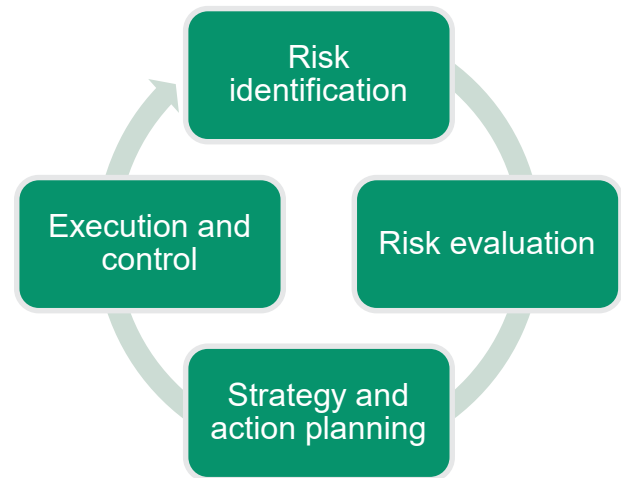 Risk
identification
Risk evaluation
Strategy and
action planning
Execution and
control